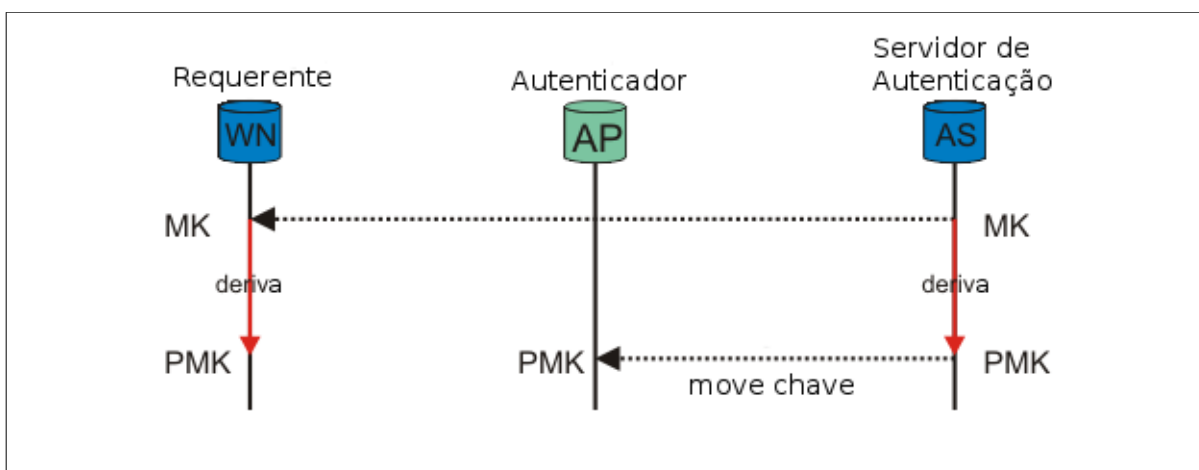 Requerente
Autenticador
Servidor de
Autenticação
WN
AP
AS
MK
MK
deriva
deriva
PMK
PMK
PMK
move chave